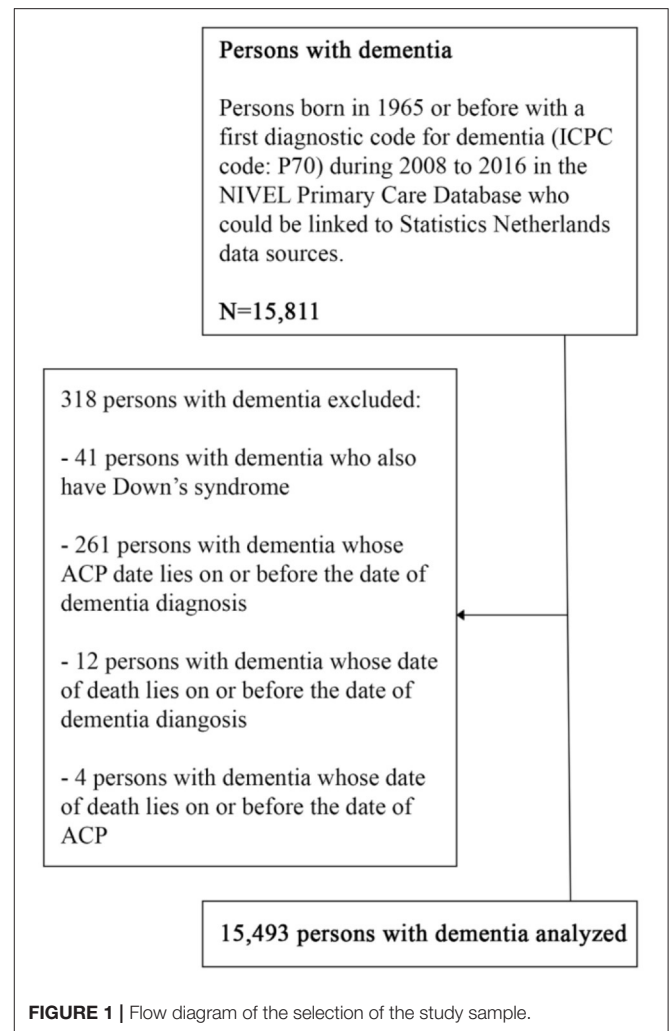 Persons with dementia
Persons born in 1965 or before with a
first diagnostic code for dementia (ICPC
code: P70) during 2008 to 2016 in the
NIVEL Primary Care Database who
could be linked to Statistics Netherlands
data sources.
N=15,811
318 persons with dementia excluded:
- 41 persons with dementia who also
have Down’s syndrome
- 261 persons with dementia whose
ACP date lies on or before the date of
dementia diagnosis
- 12 persons with dementia whose date
of death lies on or before the date of
dementia diangosis
- 4 persons with dementia whose date
of death lies on or before the date of
ACP
15,493 persons with dementia analyzed
FIGURE 1 | Flow diagram of the selection of the study sample.